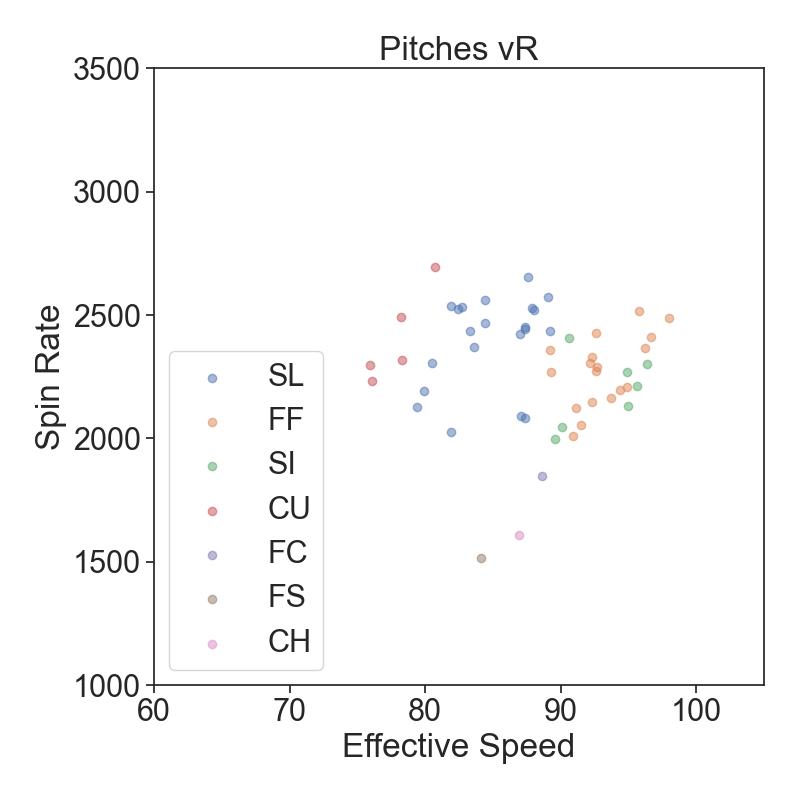 Pitches vR
3500
3000
2500
2000
1500
1000
Spin Rate
SL
FF
SI
CU
FC
FS
CH
60 70 80 90 100
Effective Speed